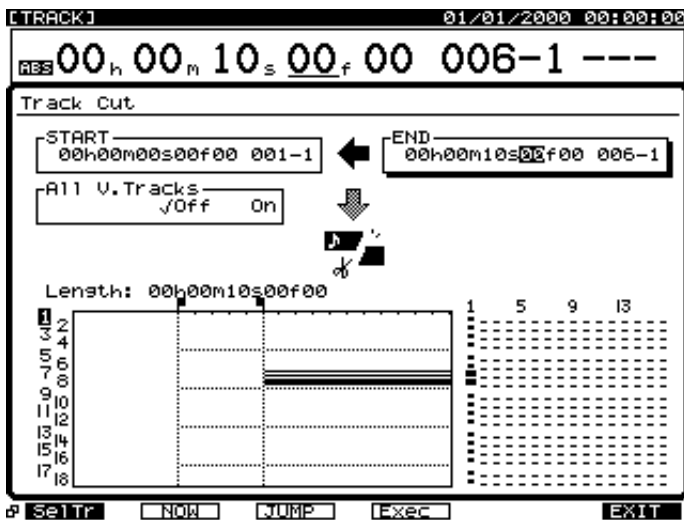 [TRACK] 01/01/2000 00:00:00
ABS 00h 00m 10s 00f 00 006-1 ---
Track Cut
START END
00h00m00s00f00 001-1 00h00m10s00f00 006-1
All V.Tracks
√Off On
Length: 00h00m10s00f00
1 5 9 13
1
2
3
4
5
6
7
8
9
10
11
12
13
14
15
16
17
18
SelTr NOW JUMP Exec EXIT